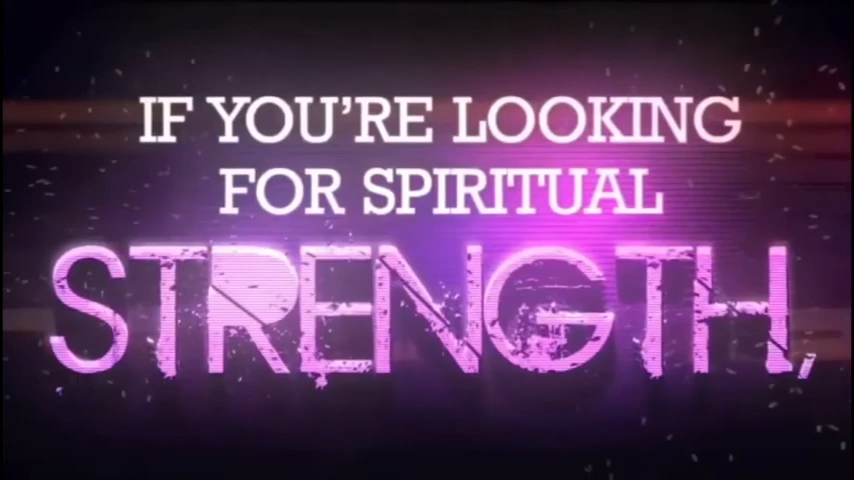 IF YOU'RE LOOKING
FOR SPIRITUAL
STRENGTH,